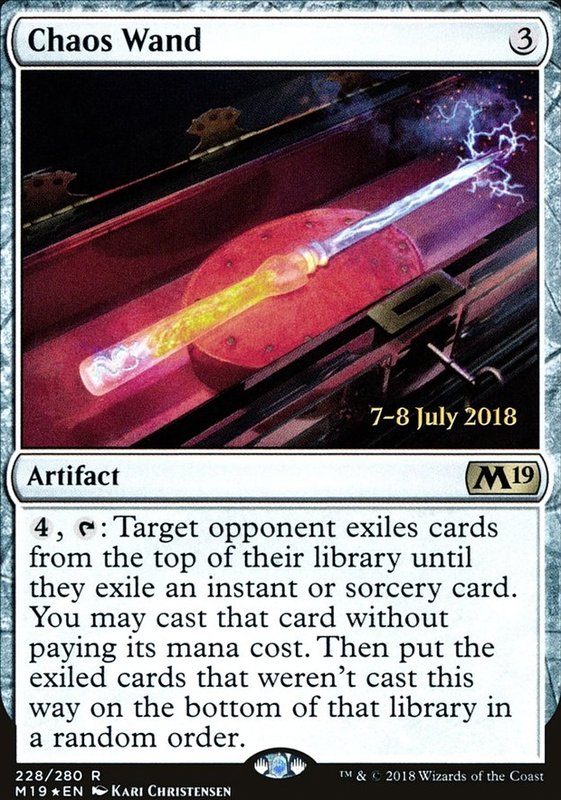 Chaos Wand 3
7–8 July 2018
Artifact M19
4, : Target opponent exiles cards
from the top of their library until
they exile an instant or sorcery card.
You may cast that card without
paying its mana cost. Then put the
exiled cards that weren't cast this
way on the bottom of that library in
a random order.
228/280 R
M19★EN Kari Christensen
™ & © 2018 Wizards of the Coast